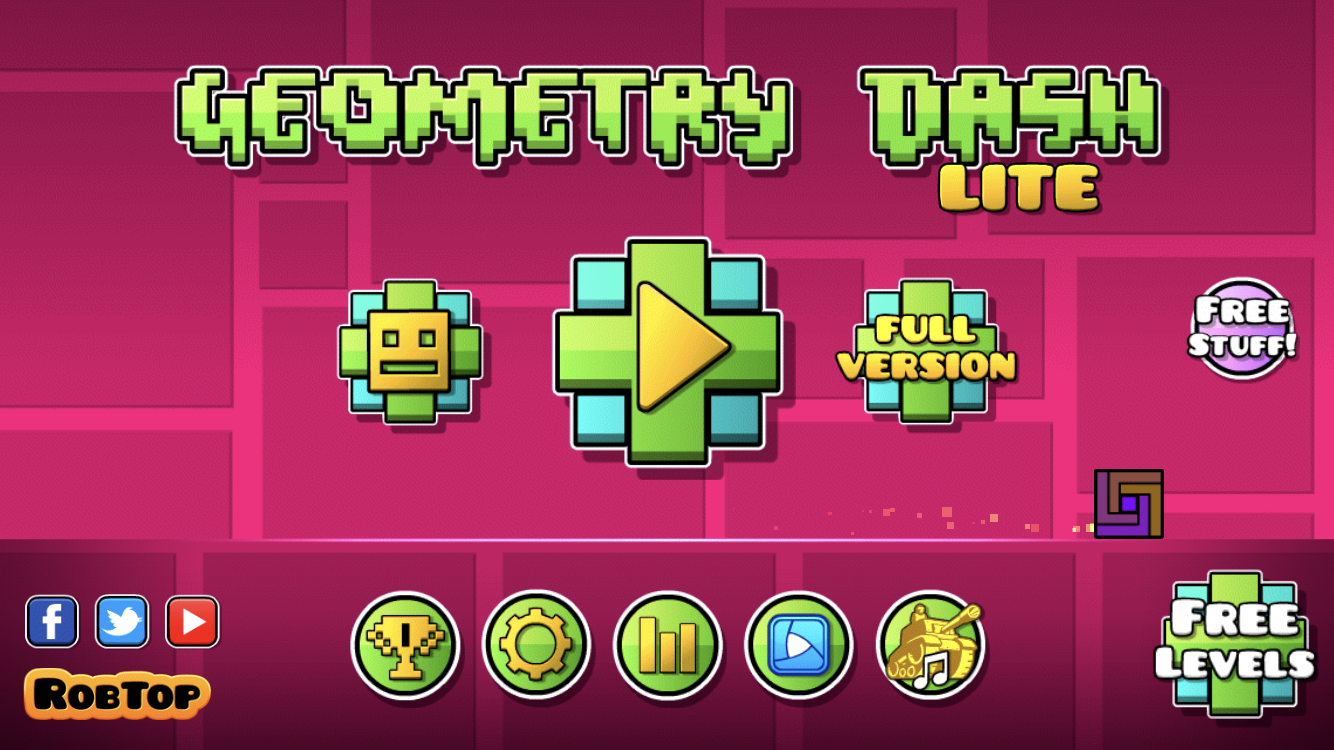 GEOMETRY DASH
LITE
FULL
VERSION
FREE
STUFF!
ROBTOP
FREE
LEVELS